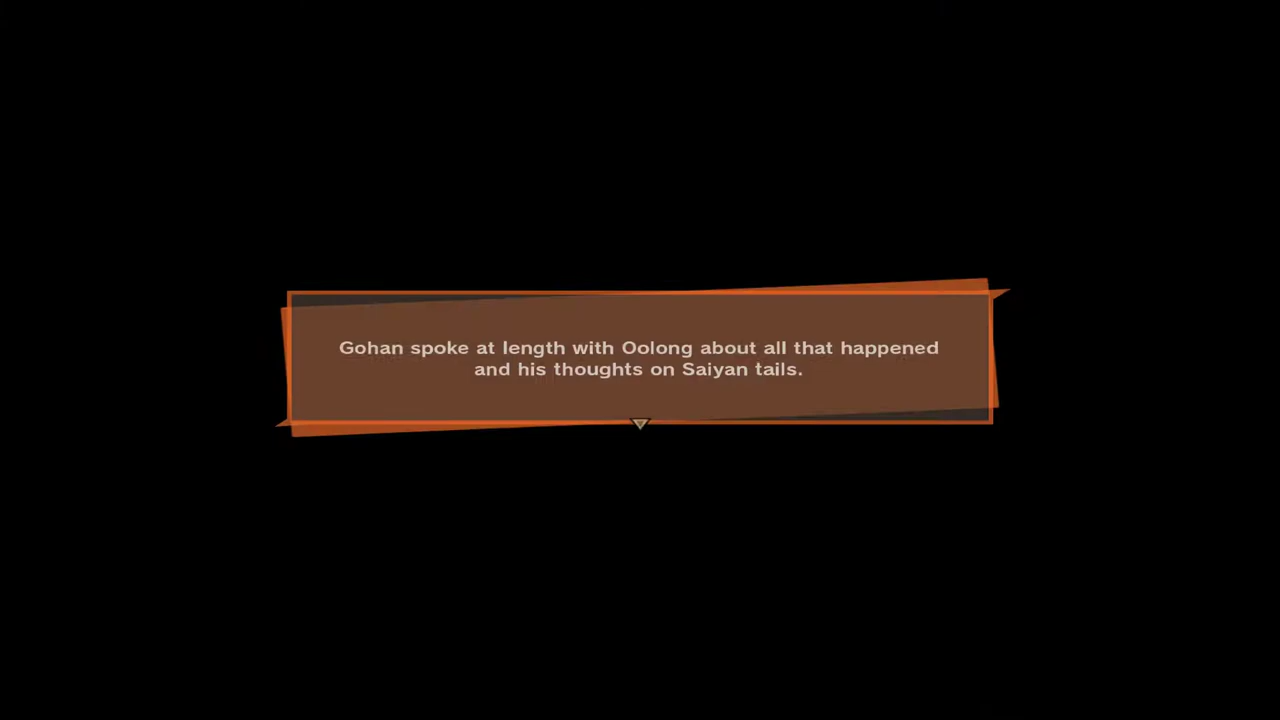 Gohan spoke at length with Oolong about all that happened
and his thoughts on Saiyan tails.